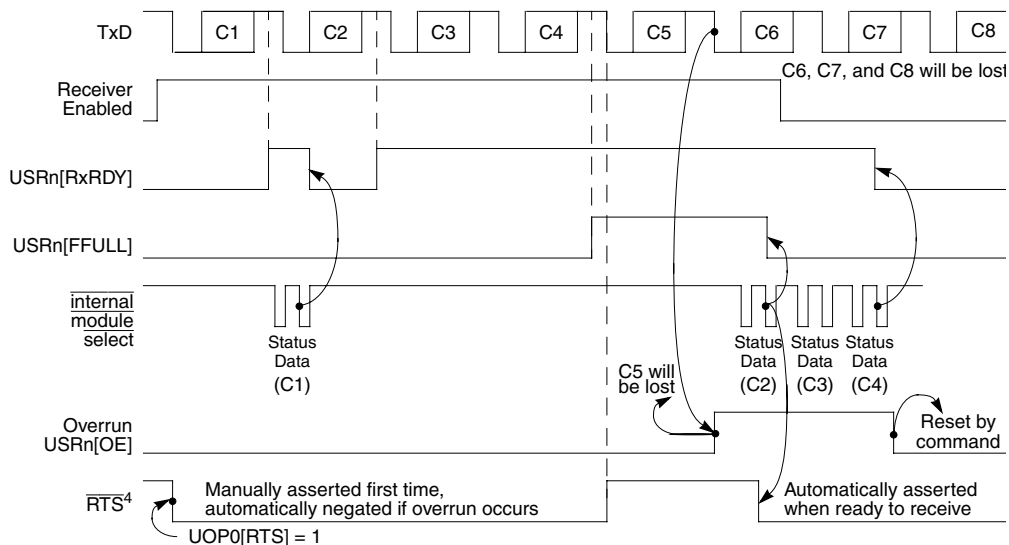 TxD C1 C2 C3 C4 C5 C6 C7 C8
C6, C7, and C8 will be lost
Receiver
Enabled
USRn[RxRDY]
USRn[FFULL]
internal
module
select
Status
Data
(C1)
Status
Data
(C2)
Status
Data
(C3)
Status
Data
(C4)
C5 will
be lost
Overrun
USRn[OE]
Reset by
command
RTS4
Manually asserted first time,
automatically negated if overrun occurs
Automatically asserted
when ready to receive
UOP0[RTS] = 1